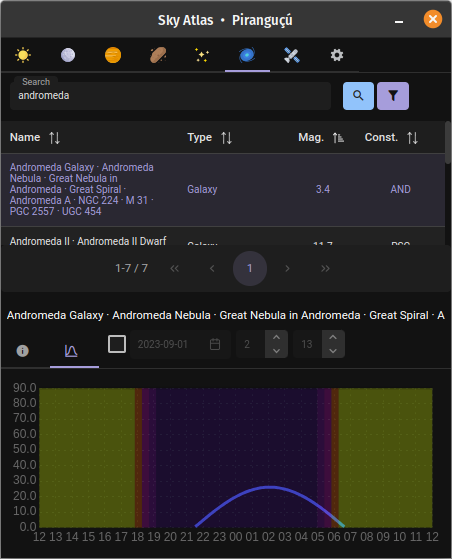 Sky Atlas • Piranguçú
Search
andromeda
Name Type Mag. Const.
Andromeda Galaxy · Andromeda
Nebula · Great Nebula in
Andromeda · Great Spiral ·
Andromeda A · NGC 224 · M 31 ·
PGC 2557 · UGC 454
Galaxy 3.4 AND
Andromeda II · Andromeda II Dwarf
Galaxy 11.7 PSC
1-7 / 7 1
Andromeda Galaxy · Andromeda Nebula · Great Nebula in Andromeda · Great Spiral · A
2023-09-01 2 13
90.0
80.0
70.0
60.0
50.0
40.0
30.0
20.0
10.0
0.0
12 13 14 15 16 17 18 19 20 21 22 23 00 01 02 03 04 05 06 07 08 09 10 11 12